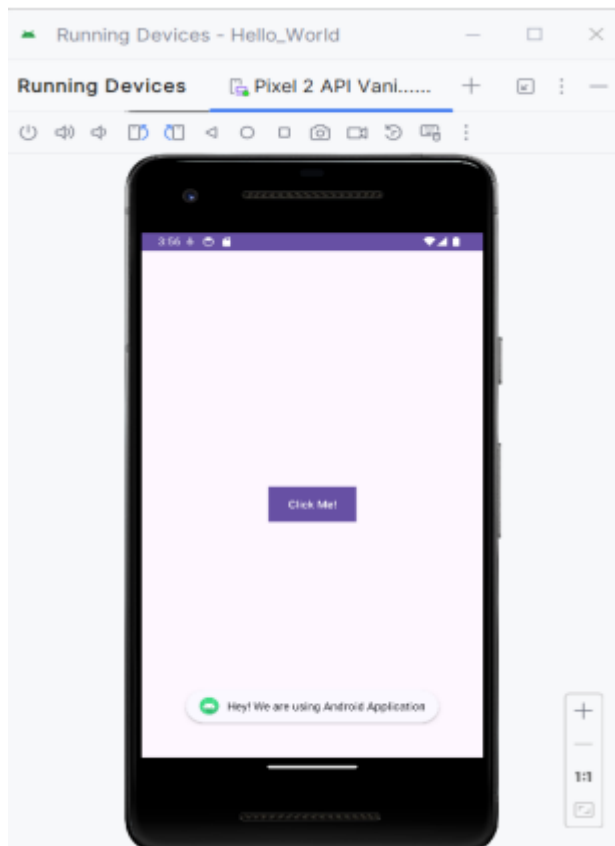 Running Devices - Hello_World
Running Devices Pixel 2 API Vani......
3:56
Click Me!
Hey! We are using Android Application
1:1